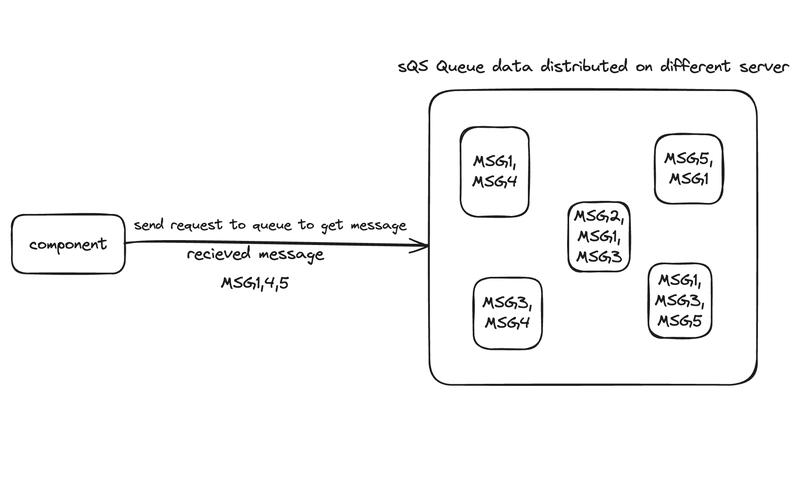 sQS Queue data distributed on different server
MSG1,
MSG4
MSG5,
MSG1
MSG2,
MSG1,
MSG3
send request to queue to get message
component
recieved message
MSG1,4,5
MSG3,
MSG4
MSG1,
MSG3,
MSG5